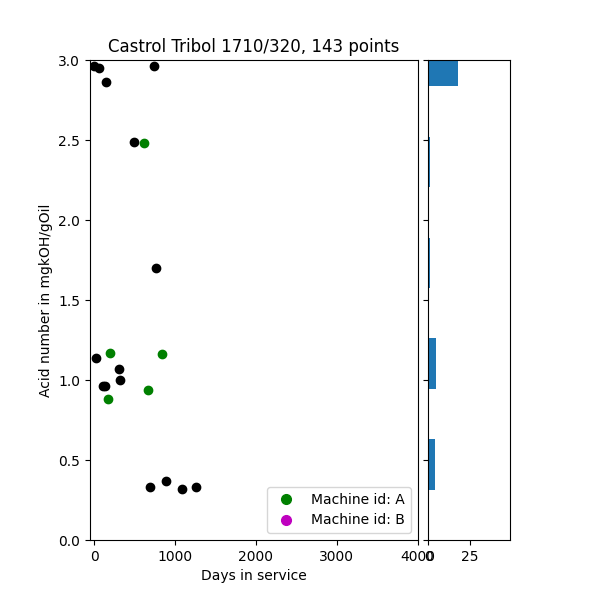 Castrol Tribol 1710/320, 143 points
Acid number in mgkOH/gOil
3.0
2.5
2.0
1.5
1.0
0.5
0.0
Machine id: A
Machine id: B
0 1000 2000 3000 4000 0 25
Days in service